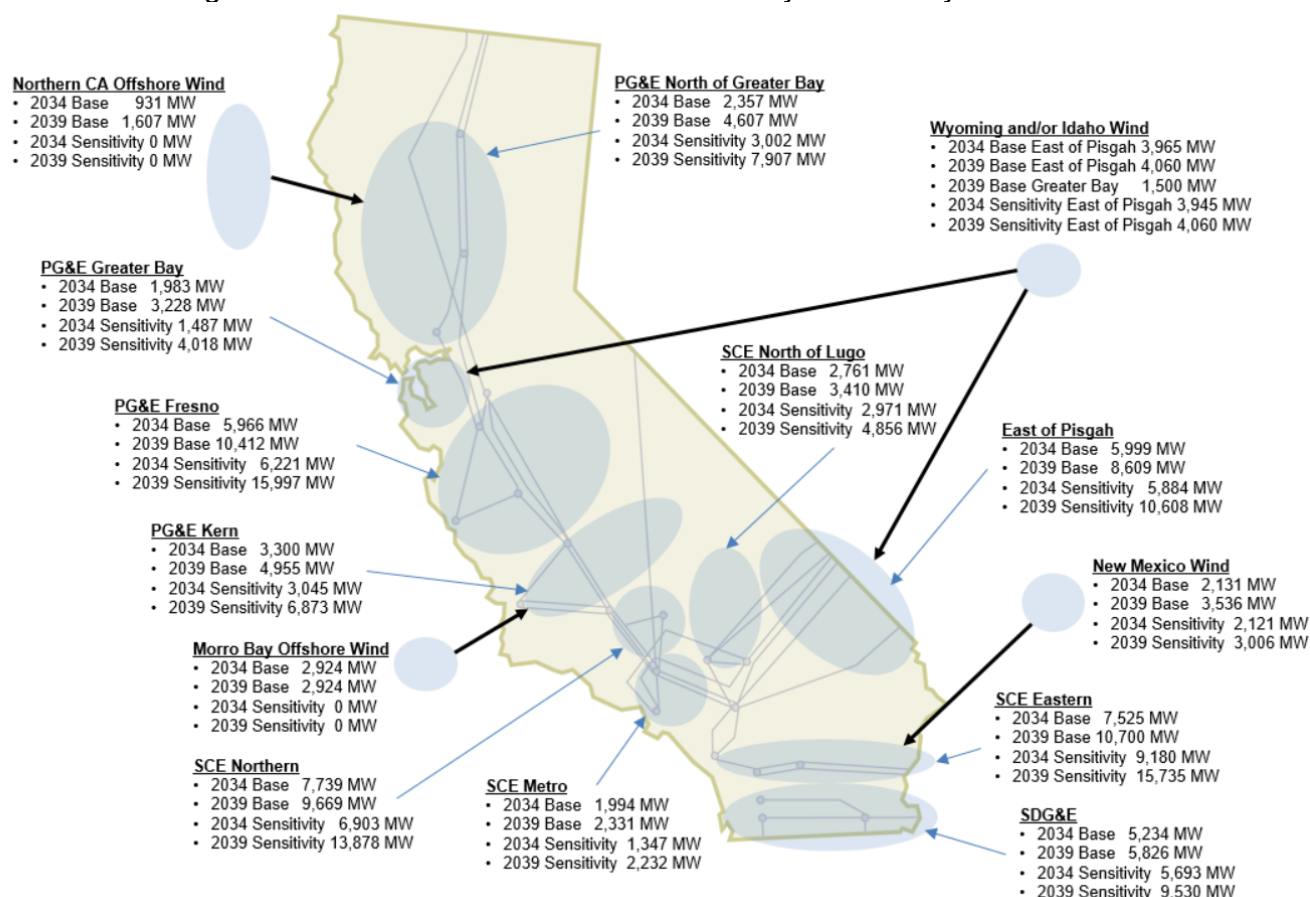 Northern CA Offshore Wind
• 2034 Base 931 MW
• 2039 Base 1,607 MW
• 2034 Sensitivity 0 MW
• 2039 Sensitivity 0 MW
PG&E North of Greater Bay
• 2034 Base 2,357 MW
• 2039 Base 4,607 MW
• 2034 Sensitivity 3,002 MW
• 2039 Sensitivity 7,907 MW
Wyoming and/or Idaho Wind
• 2034 Base East of Pisgah 3,965 MW
• 2039 Base East of Pisgah 4,060 MW
• 2039 Base Greater Bay 1,500 MW
• 2034 Sensitivity East of Pisgah 3,945 MW
• 2039 Sensitivity East of Pisgah 4,060 MW
PG&E Greater Bay
• 2034 Base 1,983 MW
• 2039 Base 3,228 MW
• 2034 Sensitivity 1,487 MW
• 2039 Sensitivity 4,018 MW
SCE North of Lugo
• 2034 Base 2,761 MW
• 2039 Base 3,410 MW
• 2034 Sensitivity 2,971 MW
• 2039 Sensitivity 4,856 MW
PG&E Fresno
• 2034 Base 5,966 MW
• 2039 Base 10,412 MW
• 2034 Sensitivity 6,221 MW
• 2039 Sensitivity 15,997 MW
East of Pisgah
• 2034 Base 5,999 MW
• 2039 Base 8,609 MW
• 2034 Sensitivity 5,884 MW
• 2039 Sensitivity 10,608 MW
PG&E Kern
• 2034 Base 3,300 MW
• 2039 Base 4,955 MW
• 2034 Sensitivity 3,045 MW
• 2039 Sensitivity 6,873 MW
New Mexico Wind
• 2034 Base 2,131 MW
• 2039 Base 3,536 MW
• 2034 Sensitivity 2,121 MW
• 2039 Sensitivity 3,006 MW
Morro Bay Offshore Wind
• 2034 Base 2,924 MW
• 2039 Base 2,924 MW
• 2034 Sensitivity 0 MW
• 2039 Sensitivity 0 MW
SCE Eastern
• 2034 Base 7,525 MW
• 2039 Base 10,700 MW
• 2034 Sensitivity 9,180 MW
• 2039 Sensitivity 15,735 MW
SCE Northern
• 2034 Base 7,739 MW
• 2039 Base 9,669 MW
• 2034 Sensitivity 6,903 MW
• 2039 Sensitivity 13,878 MW
SCE Metro
• 2034 Base 1,994 MW
• 2039 Base 2,331 MW
• 2034 Sensitivity 1,347 MW
• 2039 Sensitivity 2,232 MW
SDG&E
• 2034 Base 5,234 MW
• 2039 Base 5,826 MW
• 2034 Sensitivity 5,693 MW
• 2039 Sensitivity 9,530 MW